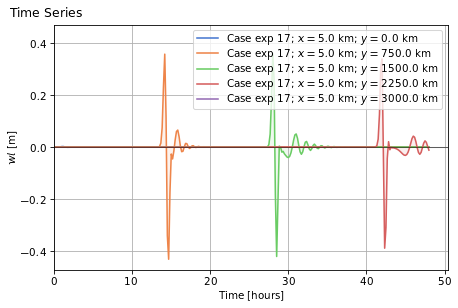 Time Series
Case exp 17; x = 5.0 km; y = 0.0 km
Case exp 17; x = 5.0 km; y = 750.0 km
Case exp 17; x = 5.0 km; y = 1500.0 km
Case exp 17; x = 5.0 km; y = 2250.0 km
Case exp 17; x = 5.0 km; y = 3000.0 km
0.4
0.2
0.0
−0.2
−0.4
wl [m]
0 10 20 30 40 50
Time [hours]